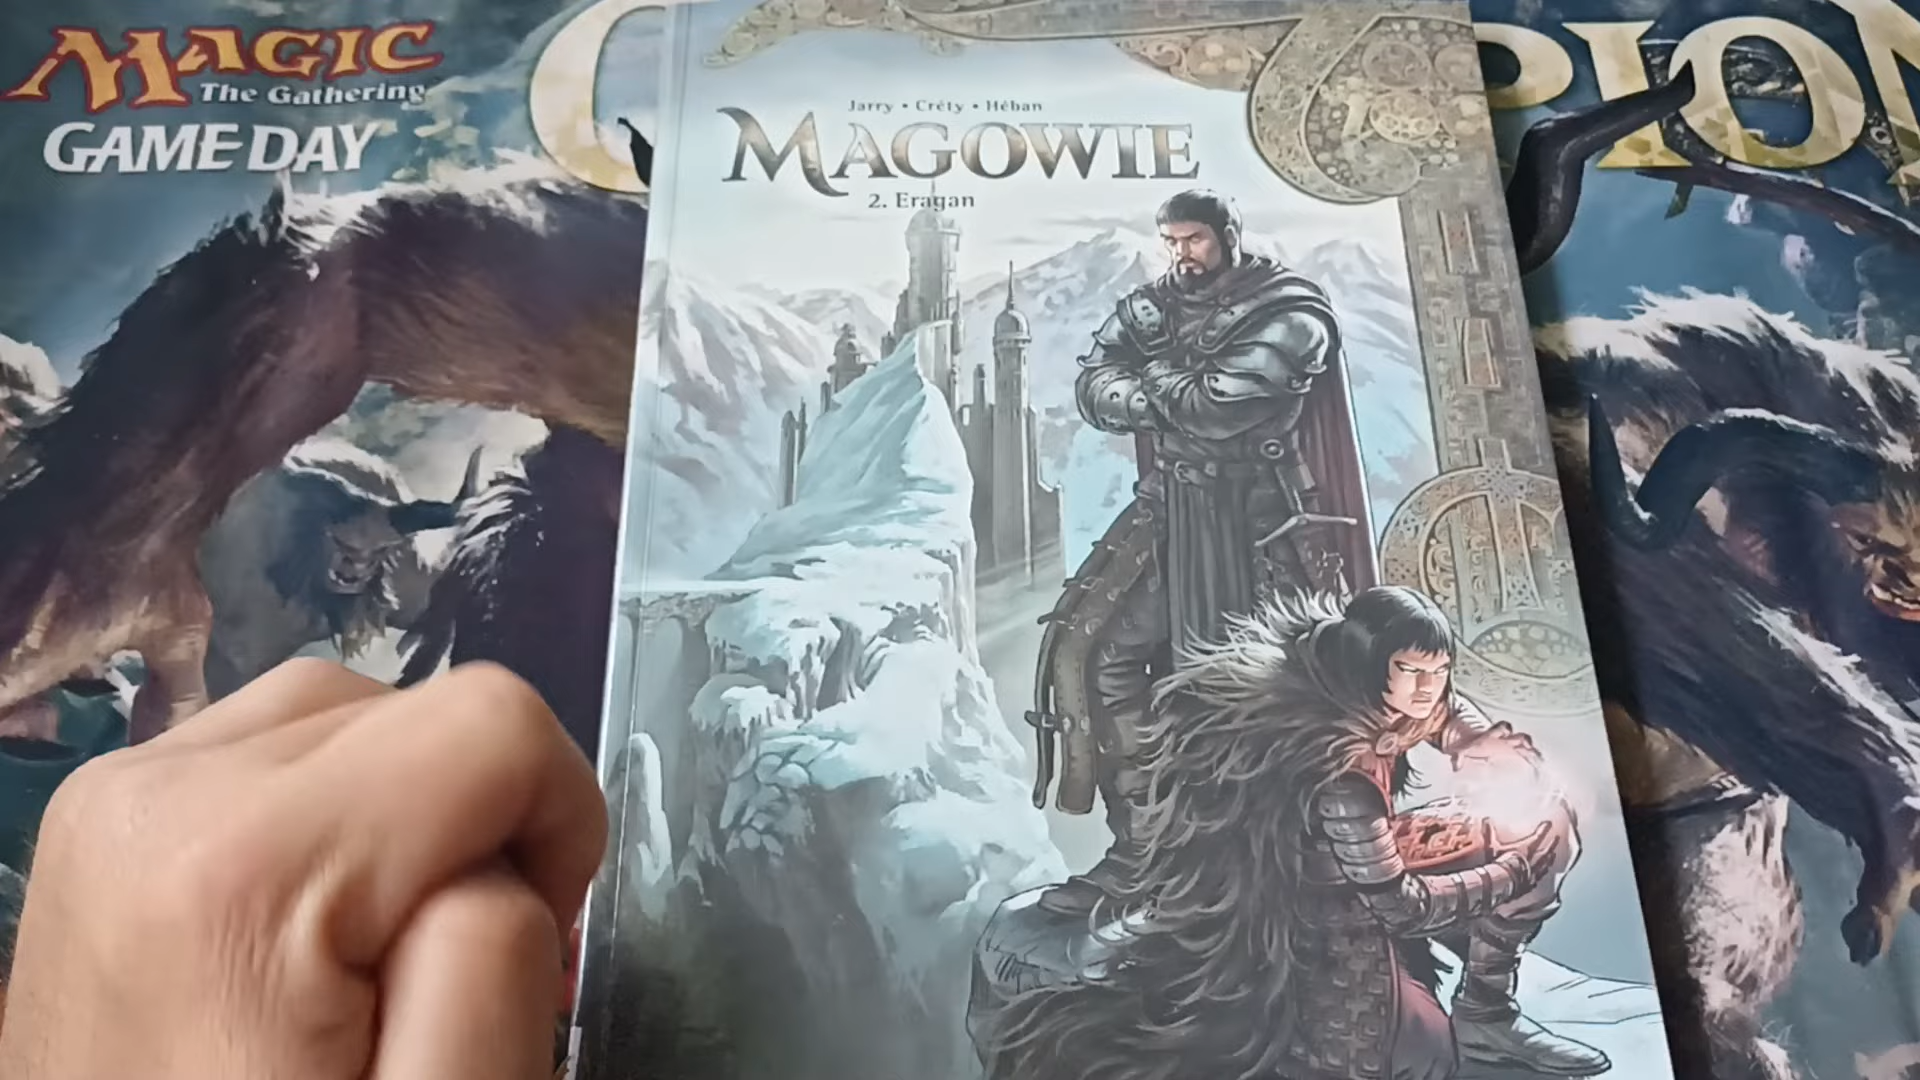 MAGIC
The Gathering
GAME DAY
Jarry • Créty • Héban
MAGOWIE
2. Eragan